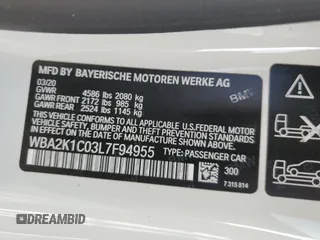 MFD BY BAYERISCHE MOTOREN WERKE AG
03/20
GVWR 4586 lbs 2080 kg
GAWR FRONT 2172 lbs 985 kg
GAWR REAR 2524 lbs 1145 kg
THIS VEHICLE CONFORMS TO ALL APPLICABLE U.S. FEDERAL
MOTOR VEHICLE SAFETY, BUMPER, AND THEFT PREVENTION STANDARDS IN
EFFECT ON THE DATE OF MANUFACTURE SHOWN ABOVE.
WBA2K1C03L7F94955
TYPE: PASSENGER CAR
300
7 315 814
BMW
DREAMBID.COM